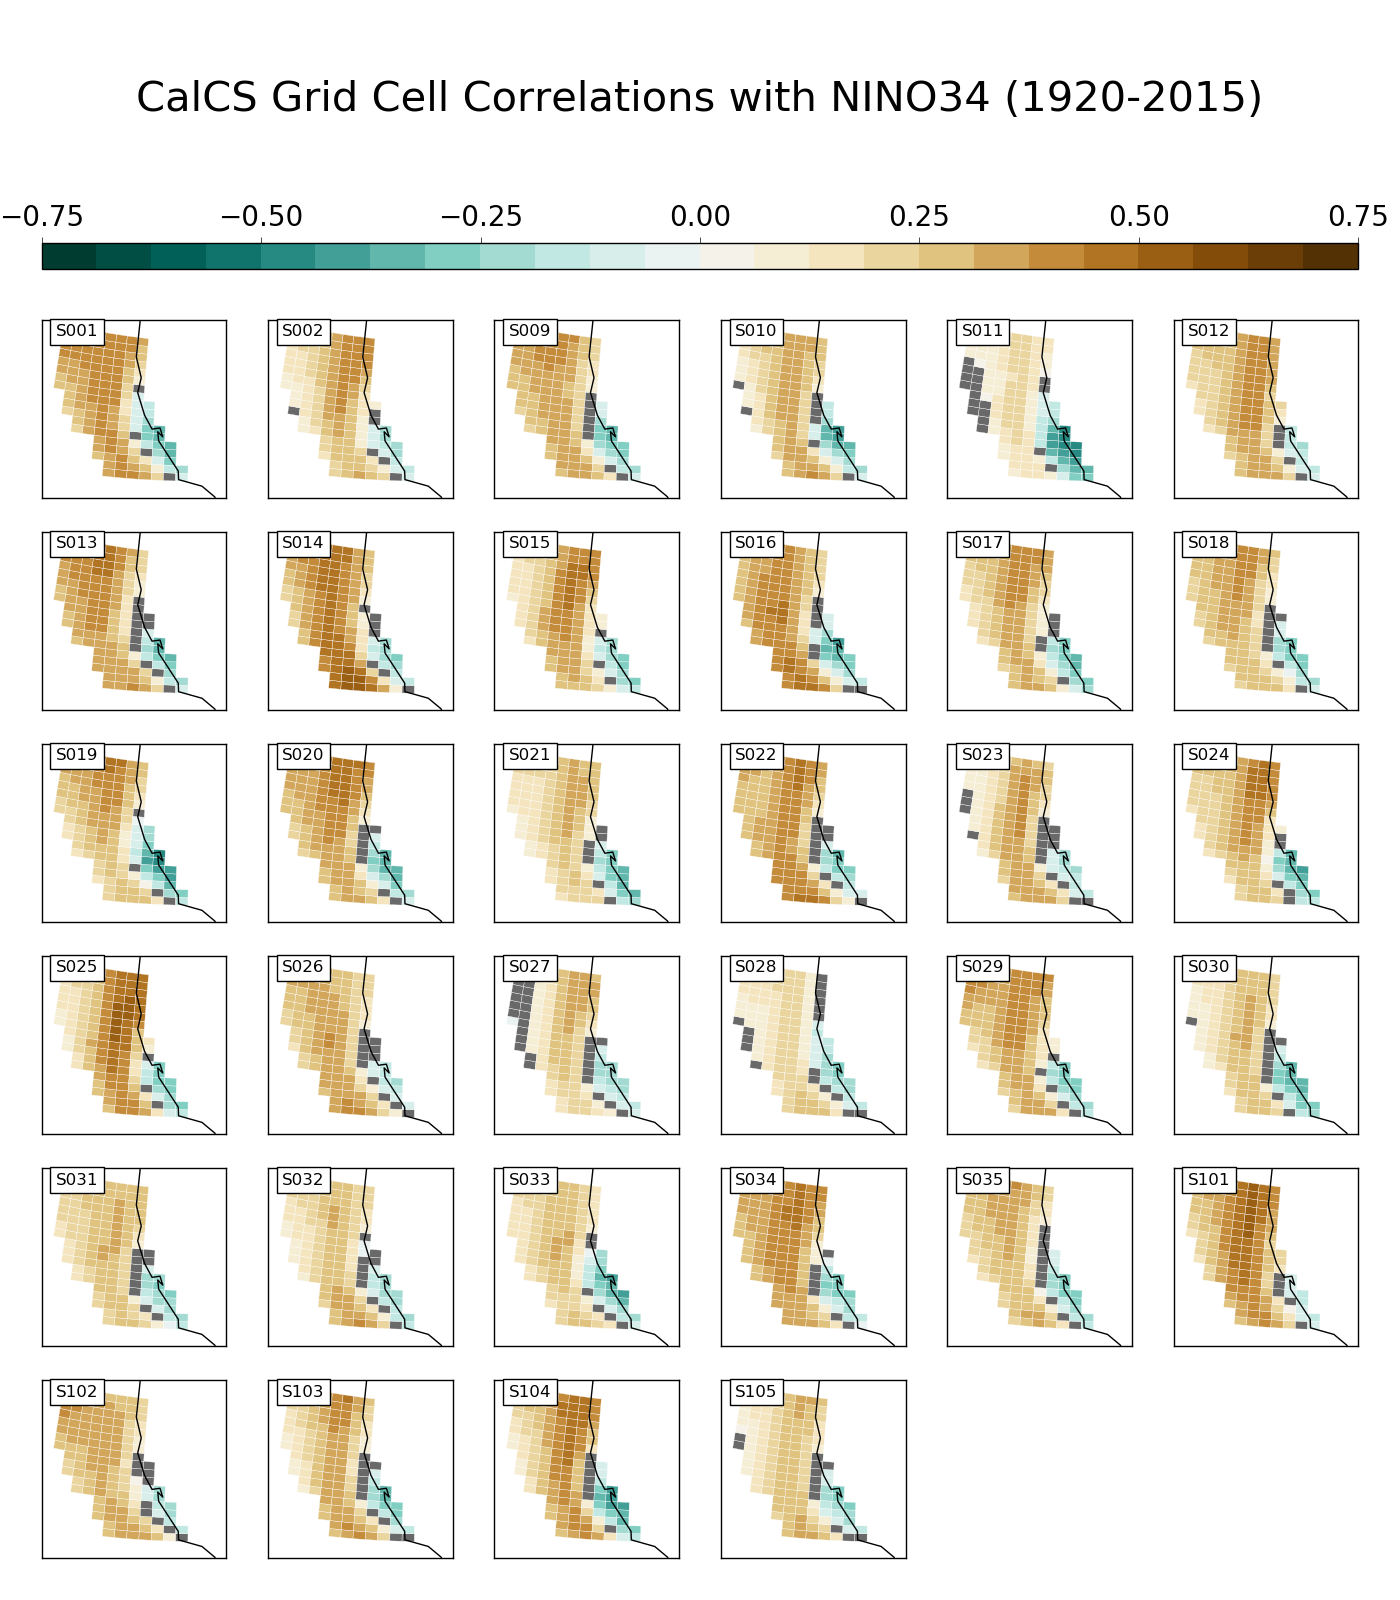 CalCS Grid Cell Correlations with NINO34 (1920-2015)
−0.75 −0.50 −0.25 0.00 0.25 0.50 0.75
S001 S002 S009 S010 S011 S012
S013 S014 S015 S016 S017 S018
S019 S020 S021 S022 S023 S024
S025 S026 S027 S028 S029 S030
S031 S032 S033 S034 S035 S101
S102 S103 S104 S105